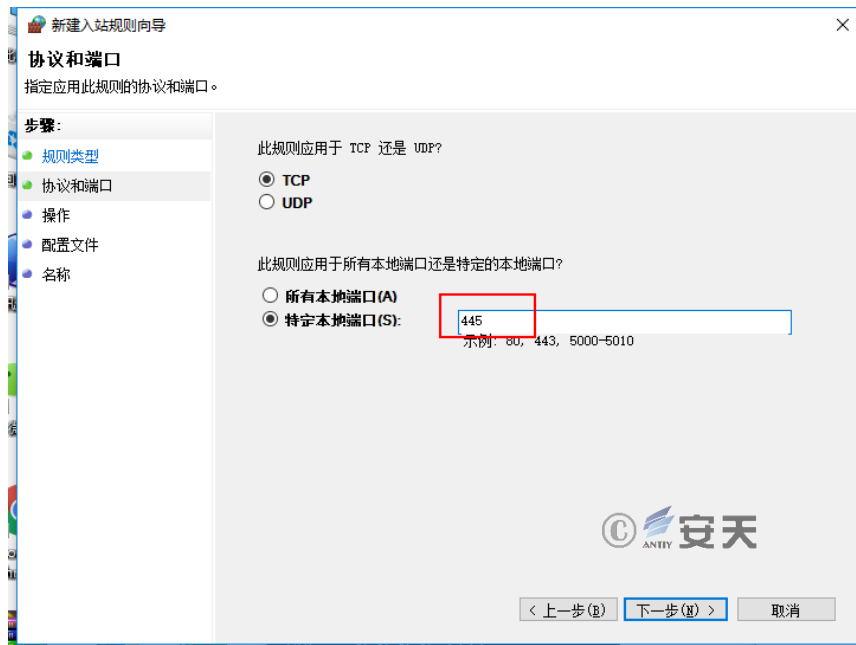 新建入站规则向导
协议和端口
指定应用此规则的协议和端口。
步骤:
规则类型
协议和端口
操作
配置文件
名称
此规则应用于 TCP 还是 UDP?
TCP
UDP
此规则应用于所有本地端口还是特定的本地端口?
所有本地端口(A)
特定本地端口(S):
445
示例: 80, 443, 5000-5010
© ANTIY 安天
< 上一步(B)
下一步(N) >
取消